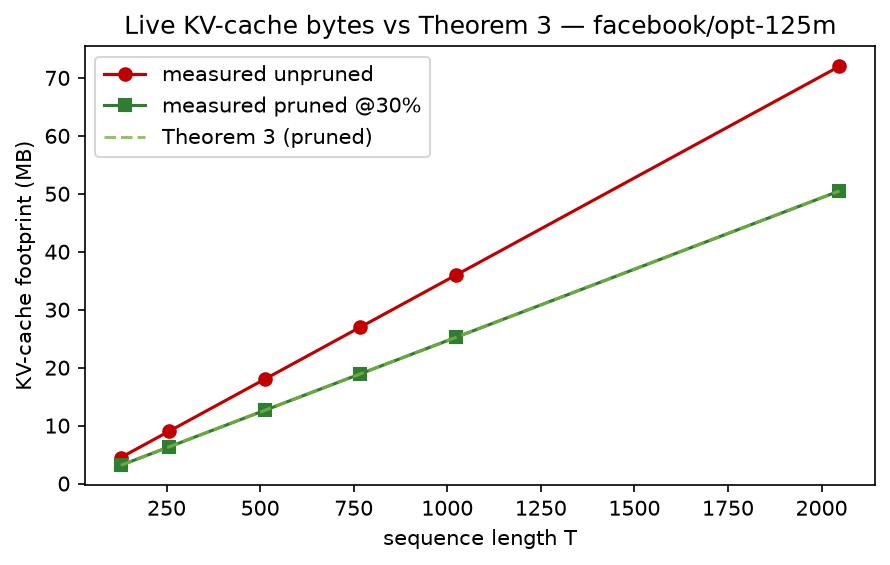 Live KV-cache bytes vs Theorem 3 — facebook/opt-125m
measured unpruned
measured pruned @30%
Theorem 3 (pruned)
KV-cache footprint (MB)
70
60
50
40
30
20
10
0
250
500
750
1000
1250
1500
1750
2000
sequence length T